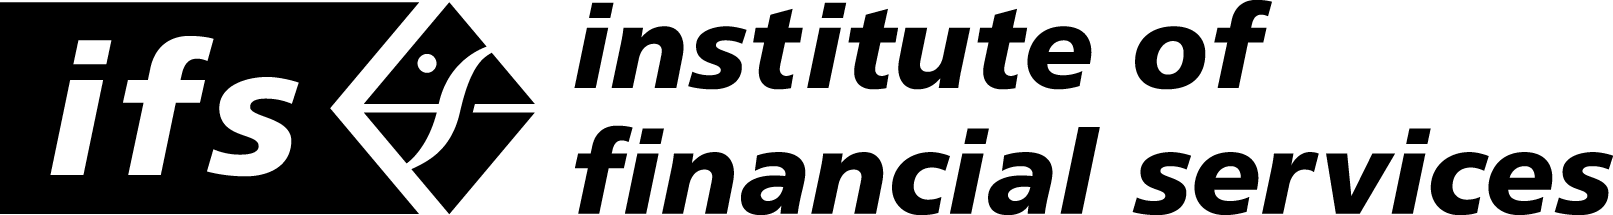 ifs
institute of
financial services